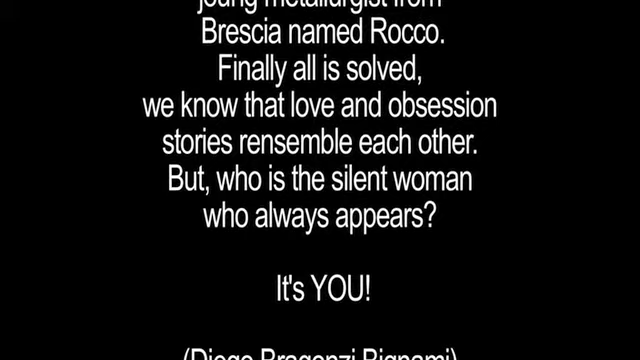 joung metallurgist from
Brescia named Rocco.
Finally all is solved,
we know that love and obsession
stories rensemble each other.
But, who is the silent woman
who always appears?
It's YOU!
(Diego Bragonzi Bignami)